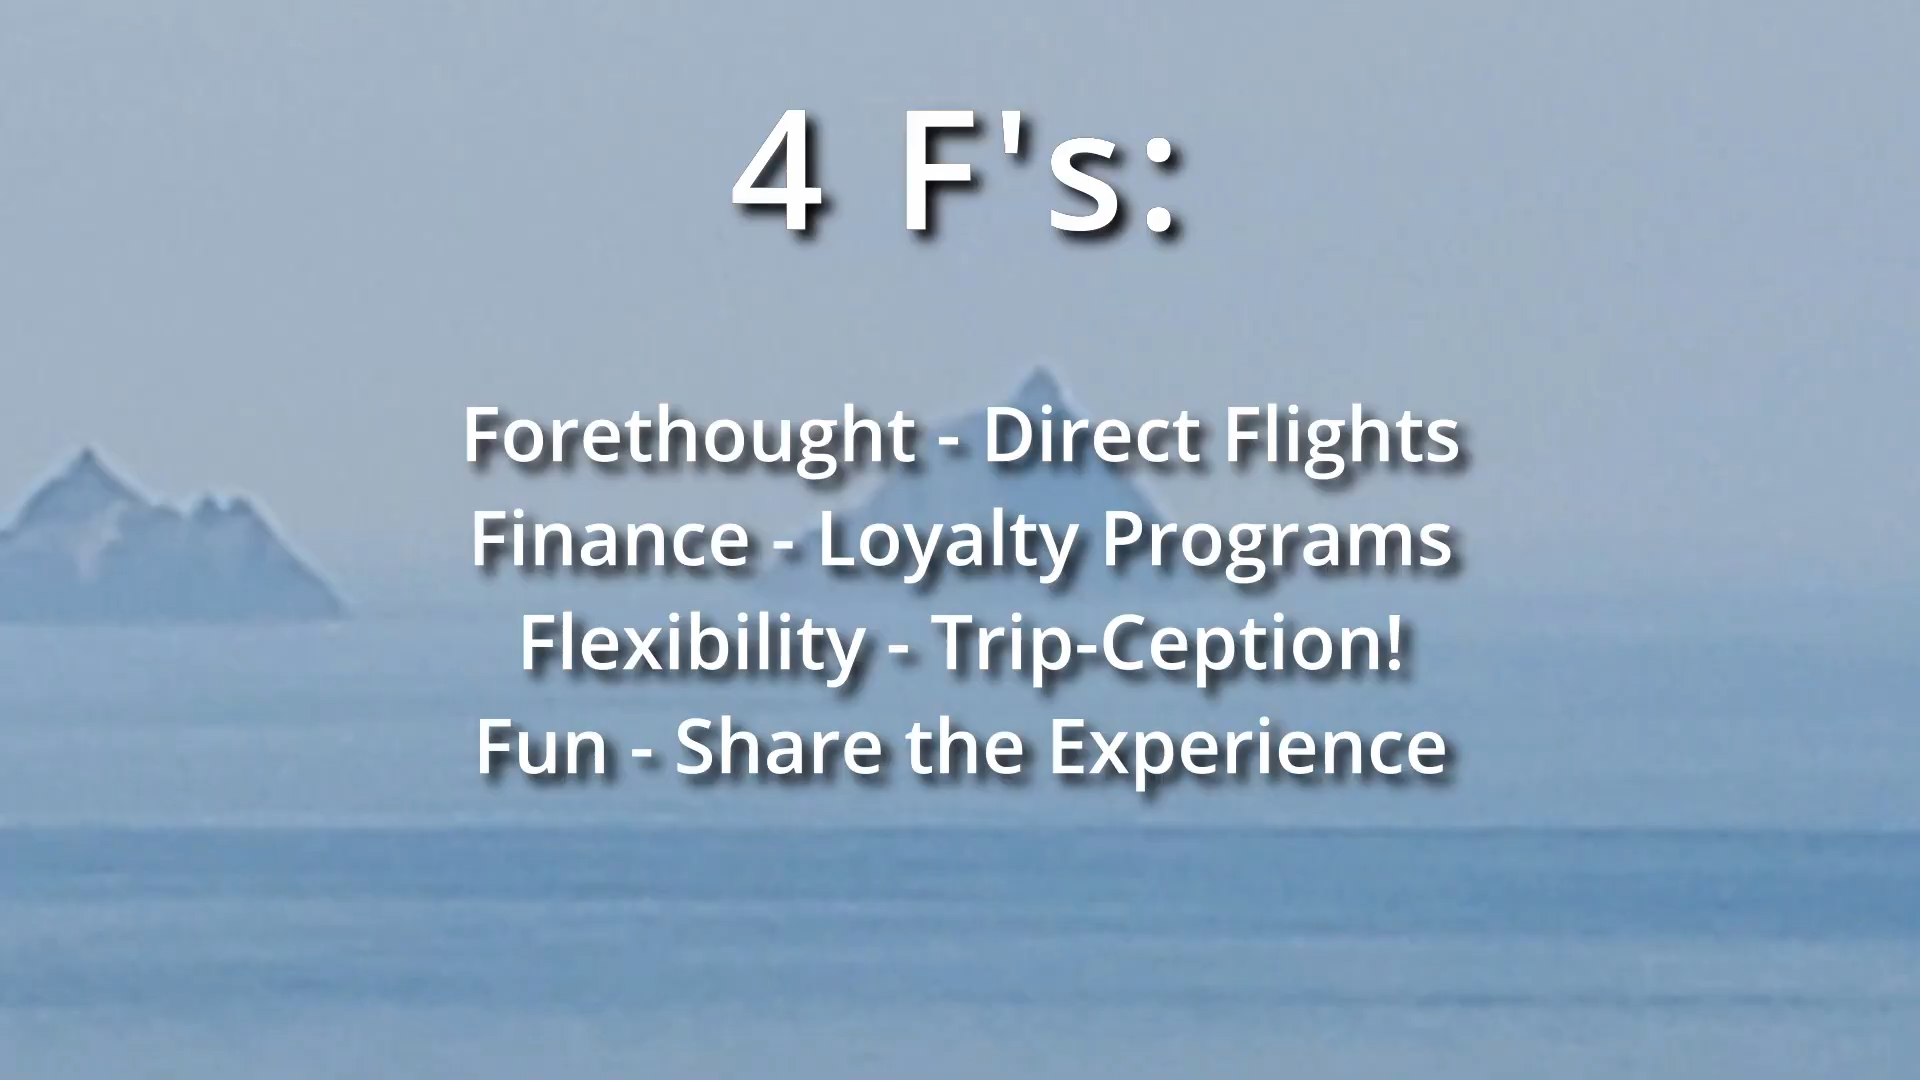 4 F's:
Forethought - Direct Flights
Finance - Loyalty Programs
Flexibility - Trip-Ception!
Fun - Share the Experience